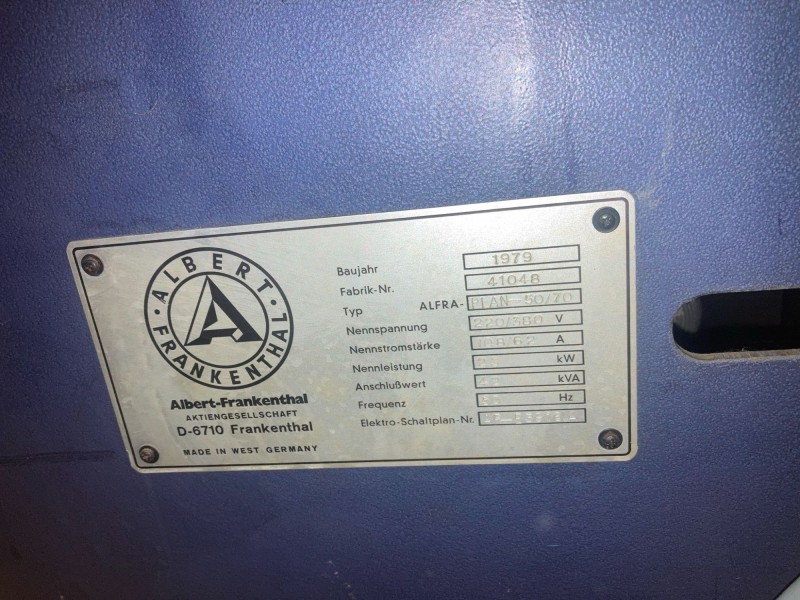 ALBERT
FRANKENTHAL
A
Albert-Frankenthal
AKTIENGESELLSCHAFT
D-6710 Frankenthal
MADE IN WEST GERMANY
Baujahr 1979
Fabrik-Nr. 41048
Typ ALFRA- PLAN-50/70
Nennspannung 220/380 V
Nennstromstärke A
Nennleistung kW
Anschlußwert kVA
Frequenz Hz
Elektro-Schaltplan-Nr.